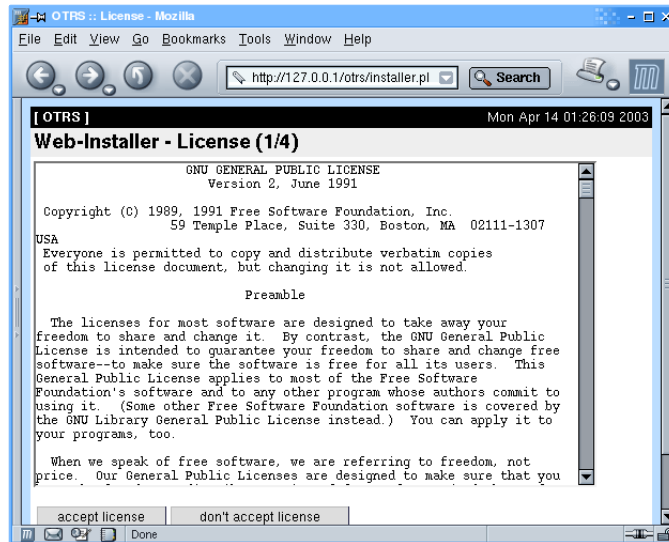 OTRS :: License - Mozilla
File Edit View Go Bookmarks Tools Window Help
http://127.0.0.1/otrs/installer.pl Search
[ OTRS ] Mon Apr 14 01:26:09 2003
Web-Installer - License (1/4)
GNU GENERAL PUBLIC LICENSE
Version 2, June 1991
Copyright (C) 1989, 1991 Free Software Foundation, Inc.
59 Temple Place, Suite 330, Boston, MA 02111-1307
USA
Everyone is permitted to copy and distribute verbatim copies
of this license document, but changing it is not allowed.
Preamble
The licenses for most software are designed to take away your
freedom to share and change it. By contrast, the GNU General Public
License is intended to guarantee your freedom to share and change free
software--to make sure the software is free for all its users. This
General Public License applies to most of the Free Software
Foundation's software and to any other program whose authors commit to
using it. (Some other Free Software Foundation software is covered by
the GNU Library General Public License instead.) You can apply it to
your programs, too.
When we speak of free software, we are referring to freedom, not
price. Our General Public Licenses are designed to make sure that you
accept license don't accept license
Done